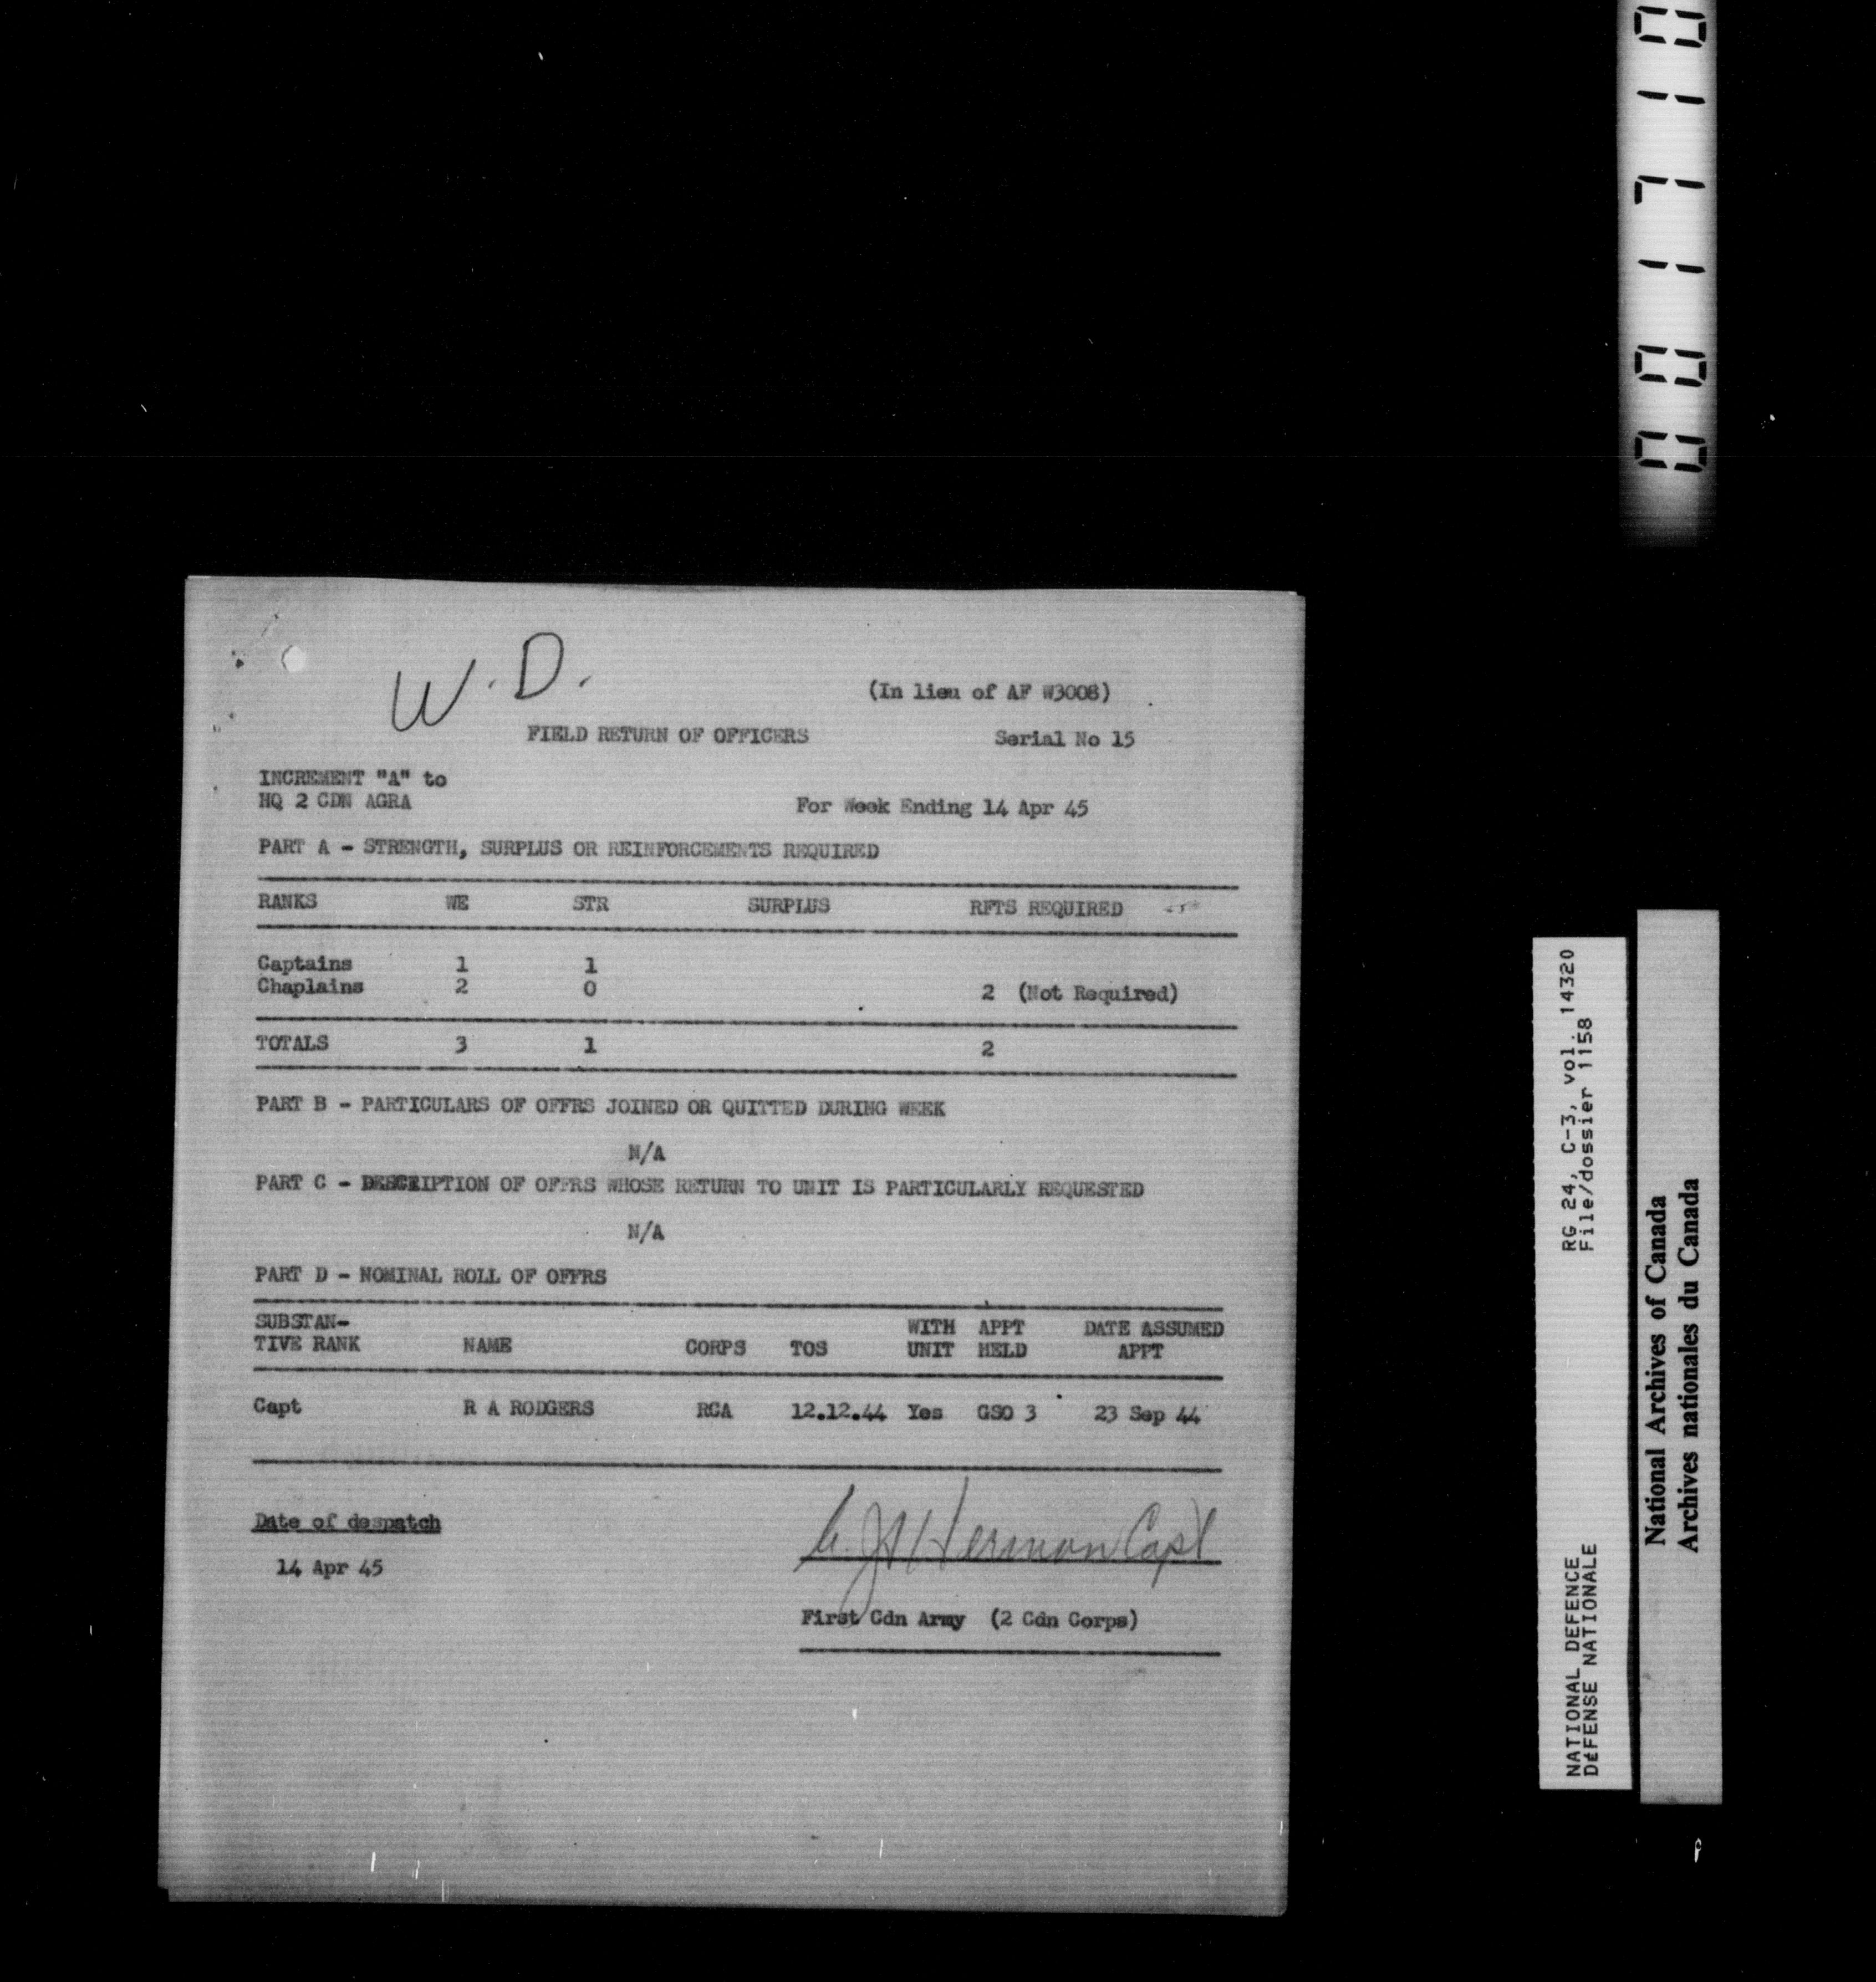 W.D.
(In lieu of AF W3008)
FIELD RETURN OF OFFICERS Serial No 15
INCREMENT "A" to
HQ 2 CDN AGRA For Week Ending 14 Apr 45
PART A - STRENGTH, SURPLUS OR REINFORCEMENTS REQUIRED
RANKS WE STR SURPLUS RFTS REQUIRED
Captains 1 1
Chaplains 2 0 2 (Not Required)
TOTALS 3 1 2
PART B - PARTICULARS OF OFFRS JOINED OR QUITTED DURING WEEK
N/A
PART C - DESCRIPTION OF OFFRS WHOSE RETURN TO UNIT IS PARTICULARLY REQUESTED
N/A
PART D - NOMINAL ROLL OF OFFRS
SUBSTAN- WITH APPT DATE ASSUMED
TIVE RANK NAME CORPS TOS UNIT HELD APPT
Capt R A RODGERS RCA 12.12.44 Yes GSO 3 23 Sep 44
Date of despatch
14 Apr 45
Hermon Capt
First Cdn Army (2 Cdn Corps)
001710
NATIONAL DEFENCE RG 24, C-3, vol. 14320
DÉFENSE NATIONALE File/dossier 1158
National Archives of Canada
Archives nationales du Canada